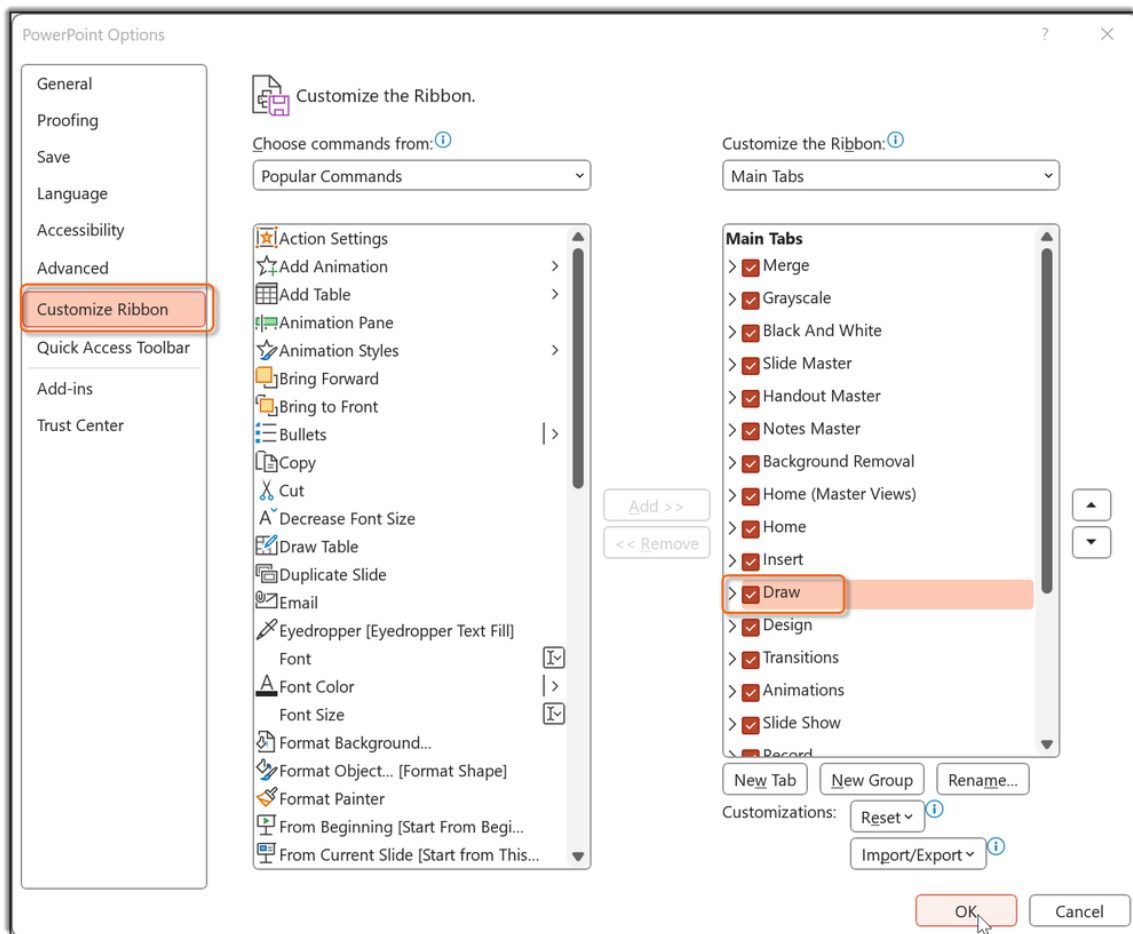 PowerPoint Options
?
General
Proofing
Save
Language
Accessibility
Advanced
Customize Ribbon
Quick Access Toolbar
Add-ins
Trust Center
Customize the Ribbon.
Choose commands from:
Popular Commands
Action Settings
Add Animation
Add Table
Animation Pane
Animation Styles
Bring Forward
Bring to Front
Bullets
Copy
Cut
Decrease Font Size
Draw Table
Duplicate Slide
Email
Eyedropper [Eyedropper Text Fill]
Font
Font Color
Font Size
Format Background...
Format Object... [Format Shape]
Format Painter
From Beginning [Start From Begi...
From Current Slide [Start from This...
Add >>
<< Remove
Customize the Ribbon:
Main Tabs
Main Tabs
Merge
Grayscale
Black And White
Slide Master
Handout Master
Notes Master
Background Removal
Home (Master Views)
Home
Insert
Draw
Design
Transitions
Animations
Slide Show
Record
New Tab
New Group
Rename...
Customizations:
Reset
Import/Export
OK
Cancel